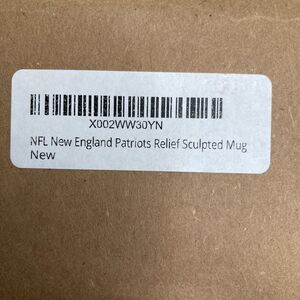 X002WW30YN
NFL New England Patriots Relief Sculpted Mug
New